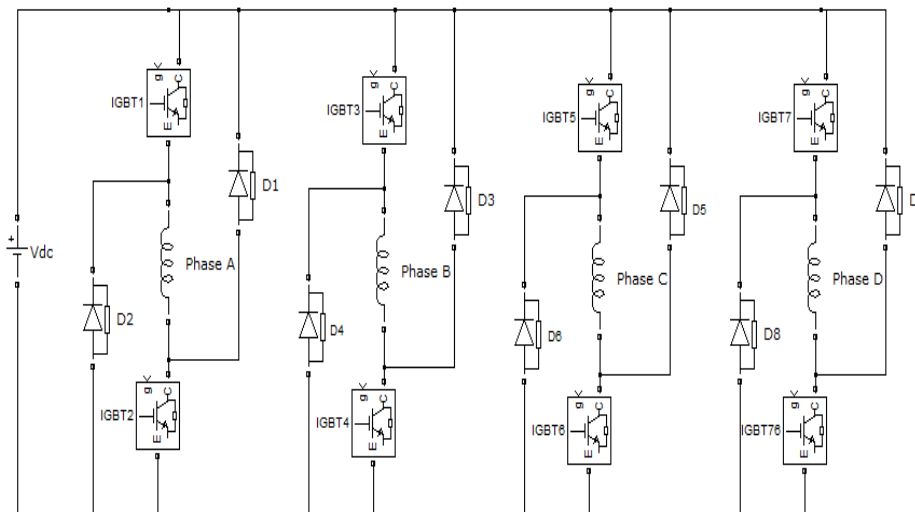 IGBT1
g
C
E
IGBT3
g
C
E
IGBT5
g
C
E
IGBT7
g
C
E
D1
D3
D5
D
+
Vdc
Phase A
Phase B
Phase C
Phase D
D2
D4
D6
D8
IGBT2
g
C
E
IGBT4
g
C
E
IGBT6
g
C
E
IGBT76
g
C
E